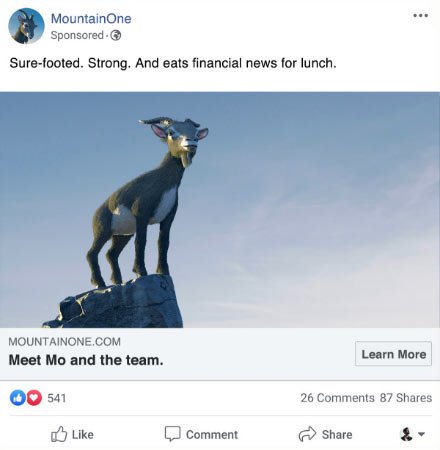 MountainOne
Sponsored ·
Sure-footed. Strong. And eats financial news for lunch.
MOUNTAINONE.COM
Meet Mo and the team.
Learn More
541
26 Comments 87 Shares
Like
Comment
Share